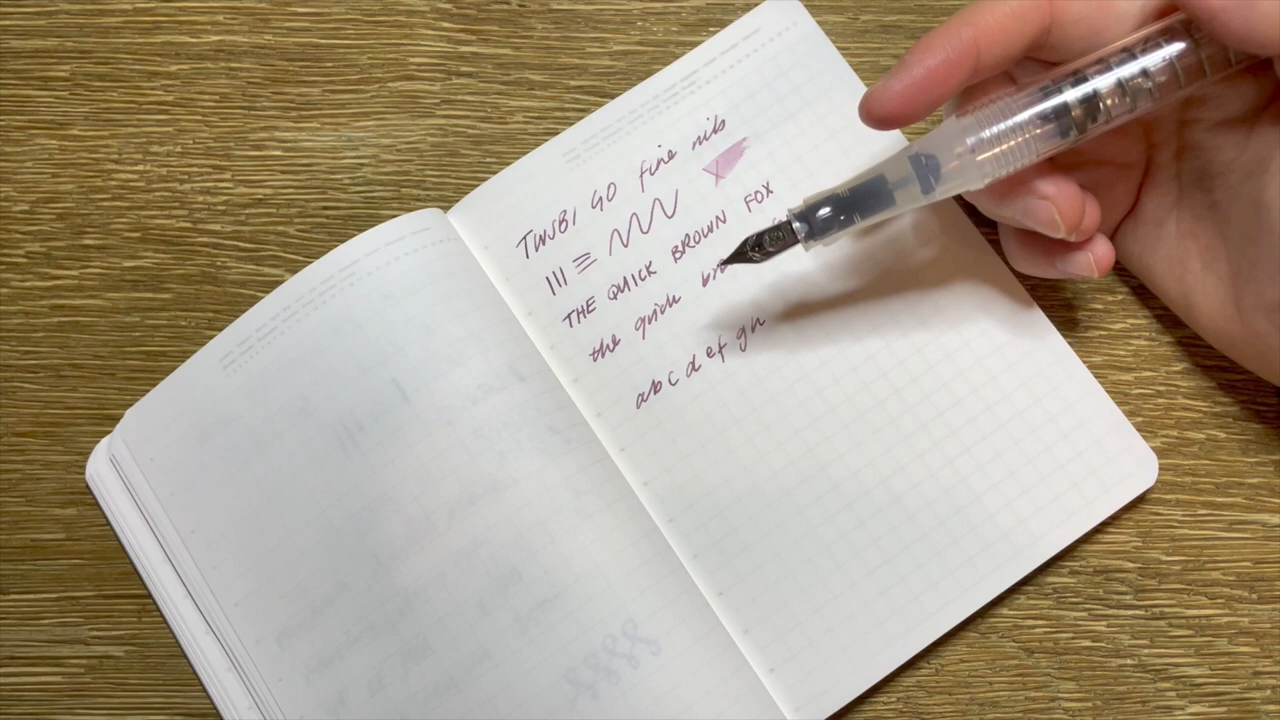 TWSBI GO fine nib
THE QUICK BROWN FOX
the quick
abcdefgh